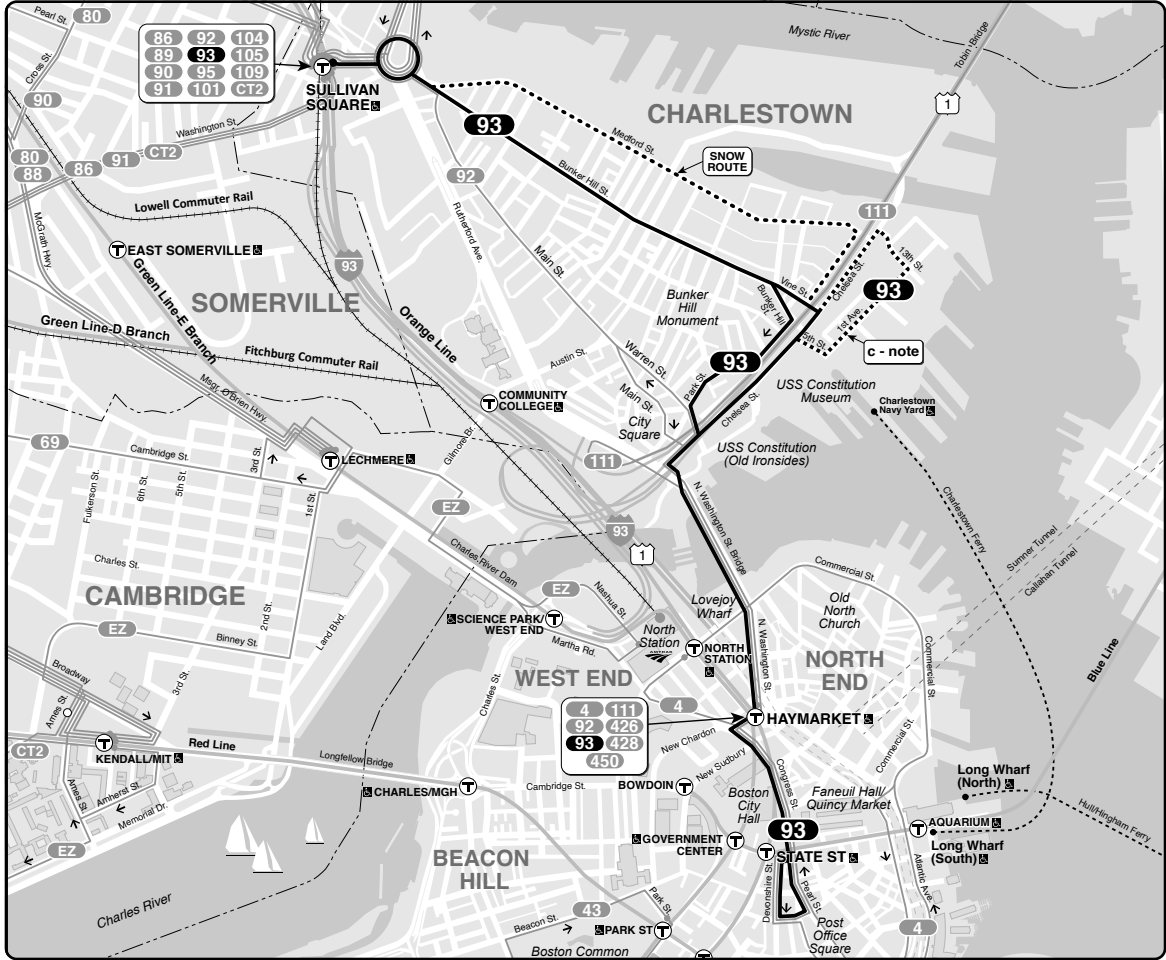 Pearl St.
80
86 92 104
89 93 105
90 95 109
91 101 CT2
SULLIVAN
SQUARE
Mystic River
Tobin Bridge
1
Cross St.
90
Washington St.
CT2
91
86
80
88
93
CHARLESTOWN
Medford St.
SNOW
ROUTE
Bunker Hill St.
92
111
Lowell Commuter Rail
McGrath Hwy.
Rutherford Ave.
EAST SOMERVILLE
93
Main St.
13th St.
Chelsea St.
Vine St.
93
Green Line-E Branch
SOMERVILLE
Bunker
Hill
Monument
Bunker Hill
St.
1st Ave.
5th St.
c - note
Green Line-D Branch
Orange Line
Fitchburg Commuter Rail
Austin St.
Warren St.
93
Park St.
Chelsea St.
USS Constitution
Museum
Msgr. O'Brien Hwy.
COMMUNITY
COLLEGE
Main St.
City
Square
Charlestown
Navy Yard
69
Cambridge St.
3rd St.
LECHMERE
Gilmore Br.
111
USS Constitution
(Old Ironsides)
Fulkerson St.
6th St.
5th St.
1st St.
EZ
93
1
N. Washington St. Bridge
Charlestown Ferry
Sumner Tunnel
Callahan Tunnel
Charles St.
Charles River Dam
Commercial St.
CAMBRIDGE
EZ
Nashua St.
Lovejoy
Wharf
Old
North
Church
2nd St.
Land Blvd.
SCIENCE PARK/
WEST END
EZ
Binney St.
Martha Rd.
North
Station
AMTRAK
NORTH
STATION
N. Washington St.
NORTH
END
Commercial St.
Blue Line
Broadway
3rd St.
WEST END
Charles St.
4
4 111
92 426
93 428
450
HAYMARKET
Ames St.
CT2
Red Line
KENDALL/MIT
Longfellow Bridge
New Chardon
New Sudbury
Commercial St.
Ames St.
Amherst St.
Memorial Dr.
CHARLES/MGH
Cambridge St.
BOWDOIN
Boston
City
Hall
Congress St.
Faneuil Hall/
Quincy Market
Long Wharf
(North)
Hull/Hingham Ferry
EZ
GOVERNMENT
CENTER
93
AQUARIUM
STATE ST
Long Wharf
(South)
BEACON
HILL
Charles River
Park St.
Devonshire St.
Pearl St.
Atlantic Ave.
43
Beacon St.
PARK ST
Post
Office
Square
4
Boston Common